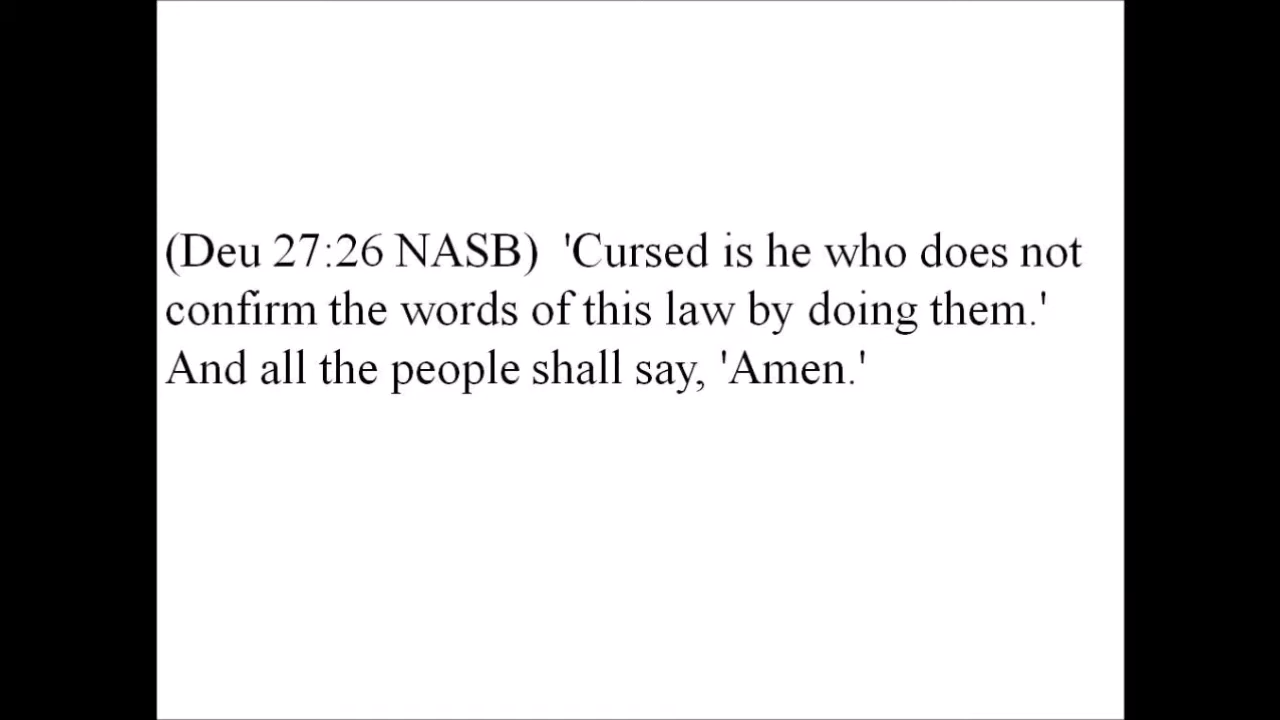 (Deu 27:26 NASB)  'Cursed is he who does not
confirm the words of this law by doing them.'
And all the people shall say, 'Amen.'